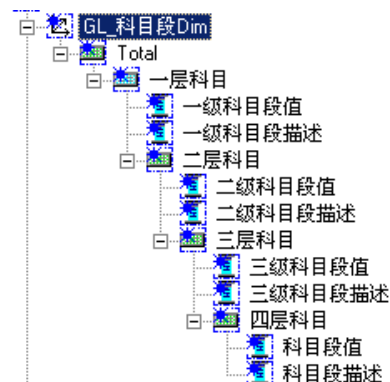 GL_科目段Dim
Total
一层科目
一级科目段值
一级科目段描述
二层科目
二级科目段值
二级科目段描述
三层科目
三级科目段值
三级科目段描述
四层科目
科目段值
科目段描述